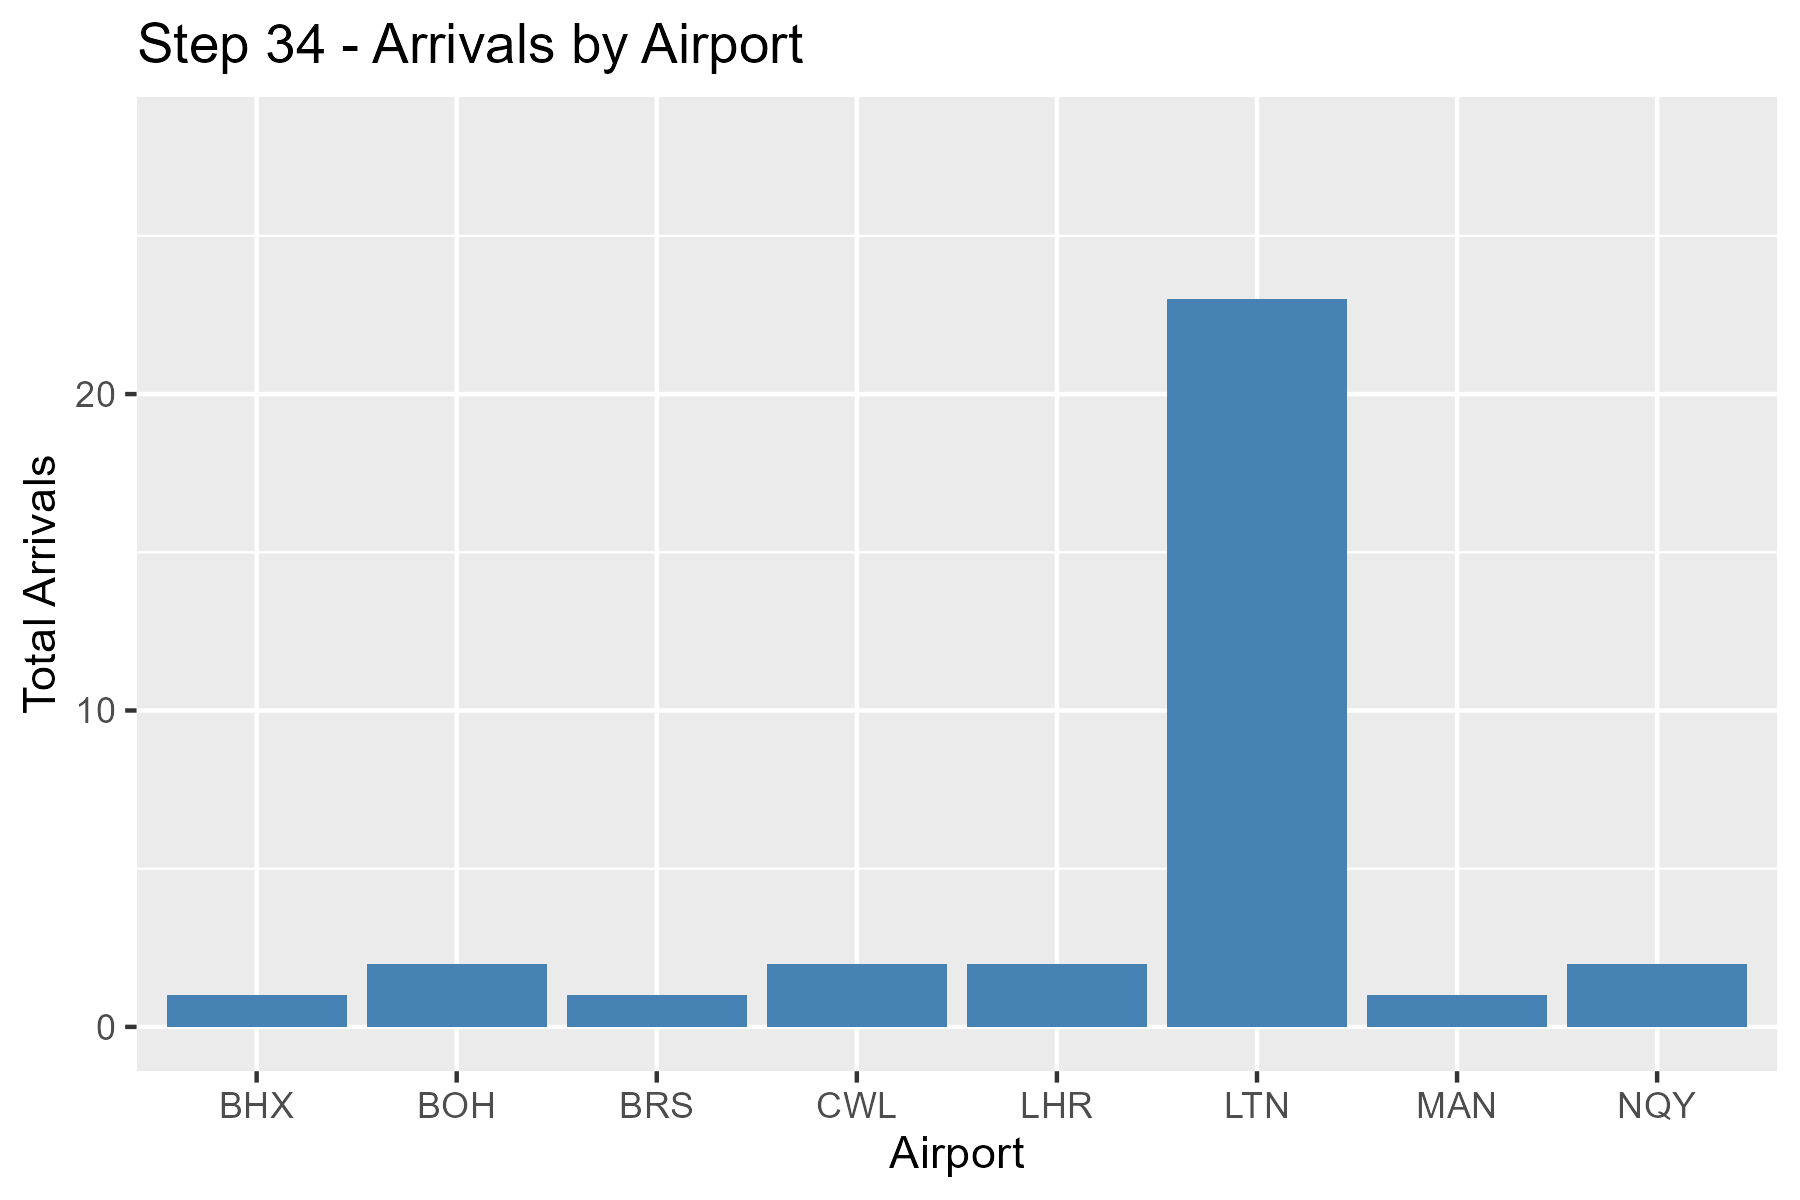 Step 34 - Arrivals by Airport
Total Arrivals
20
10
0
BHX BOH BRS CWL LHR LTN MAN NQY
Airport